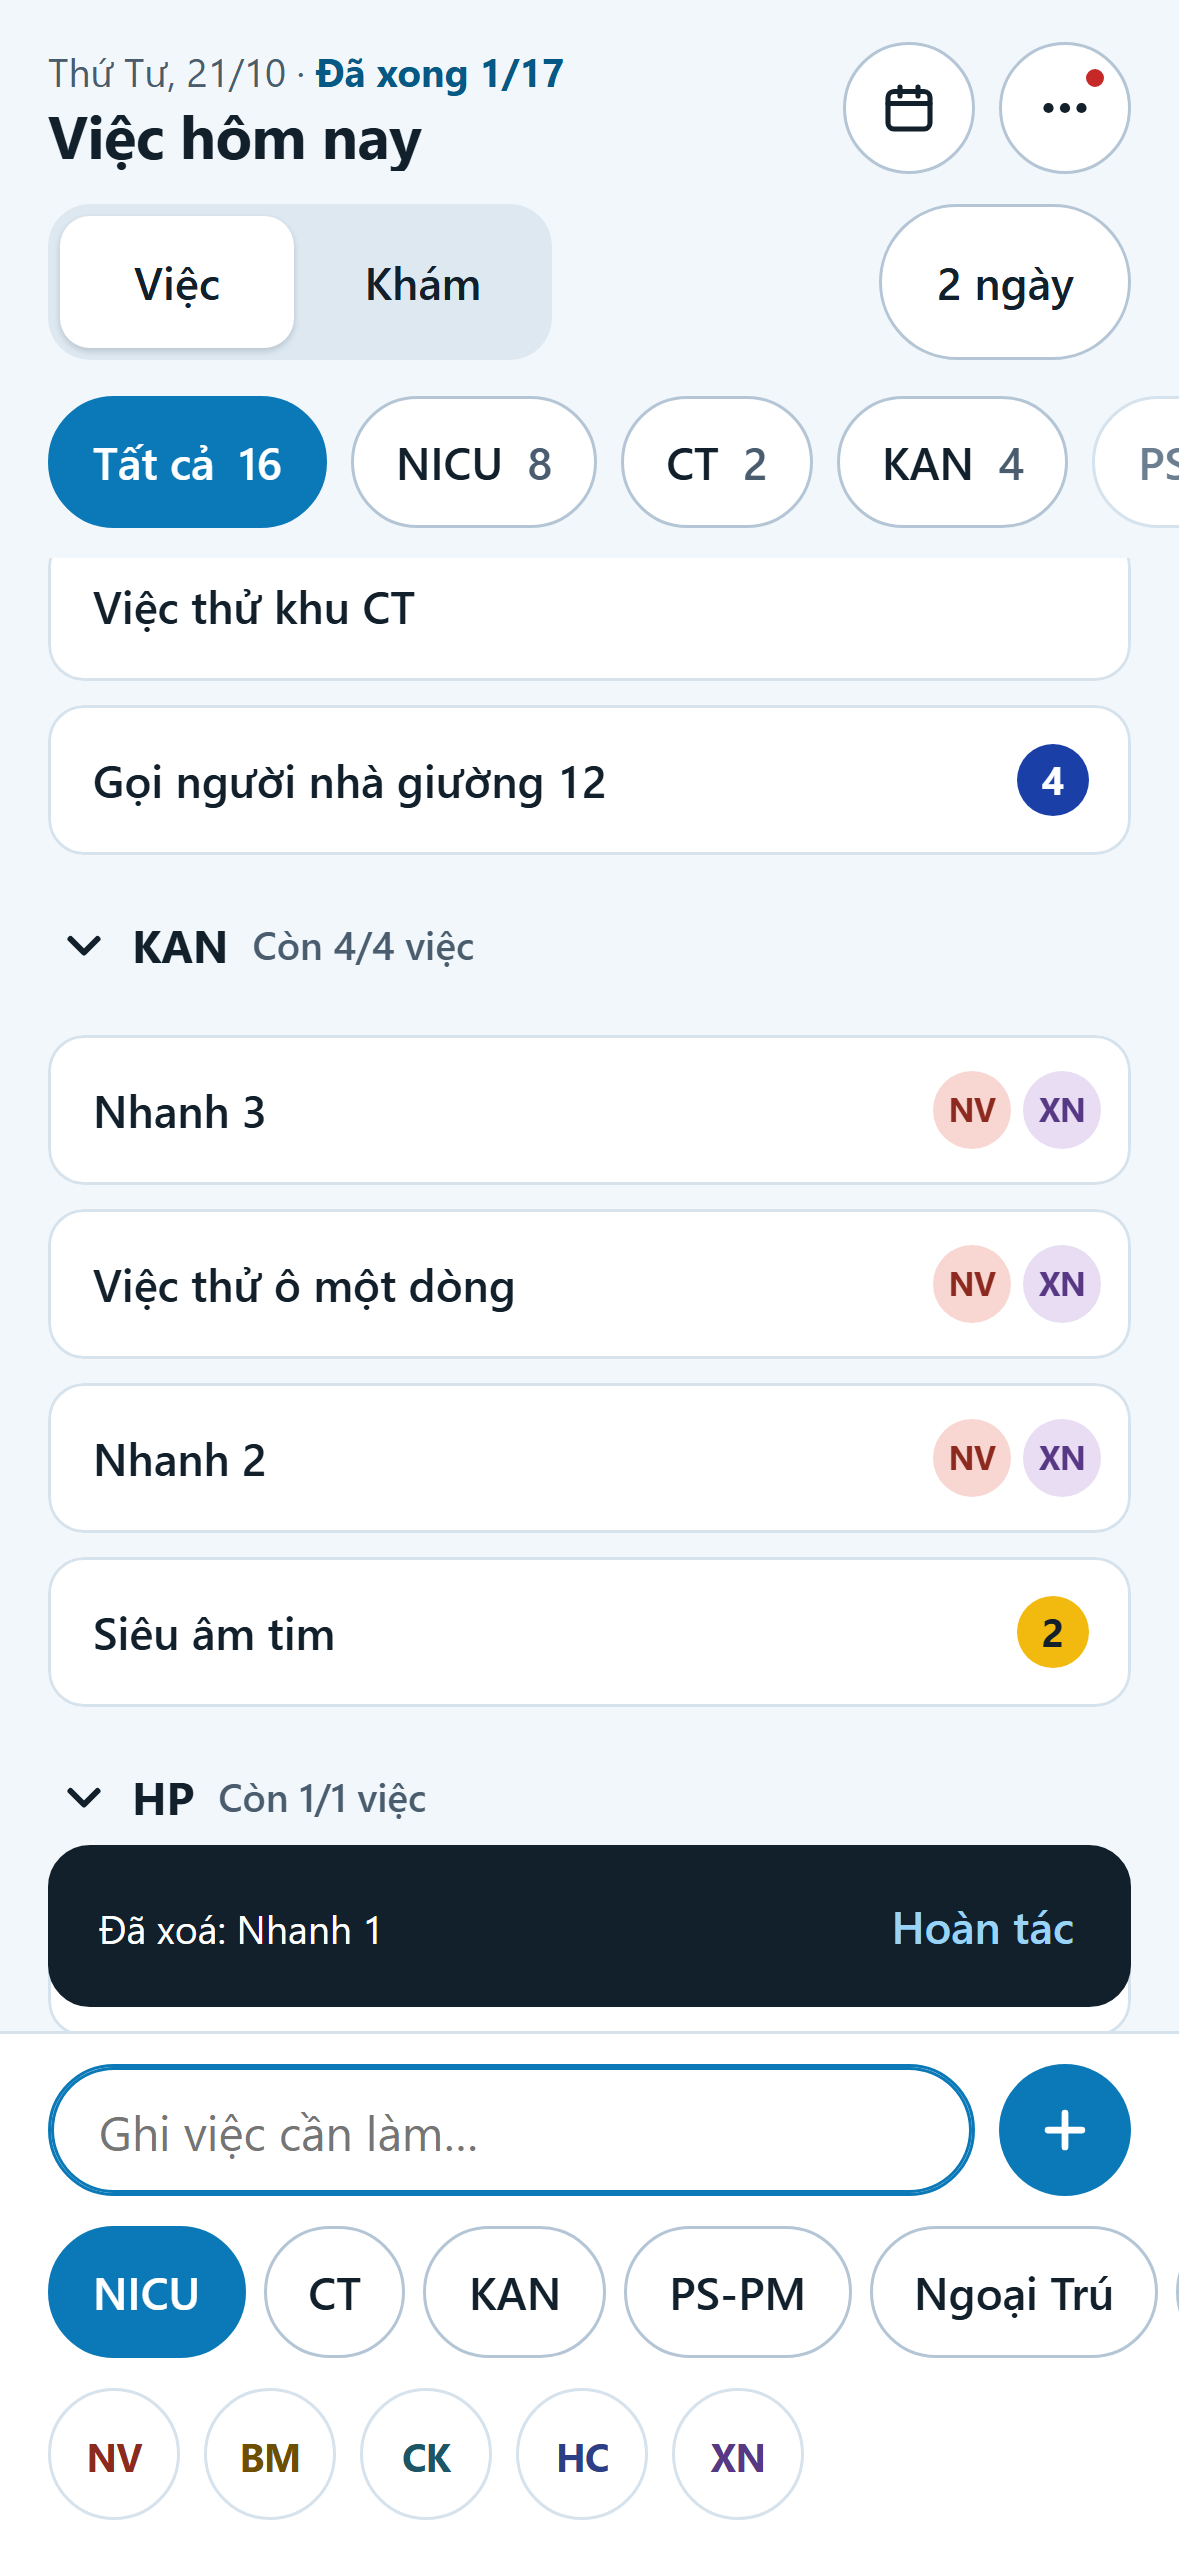 Thứ Tư, 21/10 · Đã xong 1/17
Việc hôm nay
Việc Khám 2 ngày
Tất cả 16 NICU 8 CT 2 KAN 4
Việc thử khu CT
Gọi người nhà giường 12 4
KAN Còn 4/4 việc
Nhanh 3 NV XN
Việc thử ô một dòng NV XN
Nhanh 2 NV XN
Siêu âm tim 2
HP Còn 1/1 việc
Đã xoá: Nhanh 1 Hoàn tác
Ghi việc cần làm...
NICU CT KAN PS-PM Ngoại Trú
NV BM CK HC XN